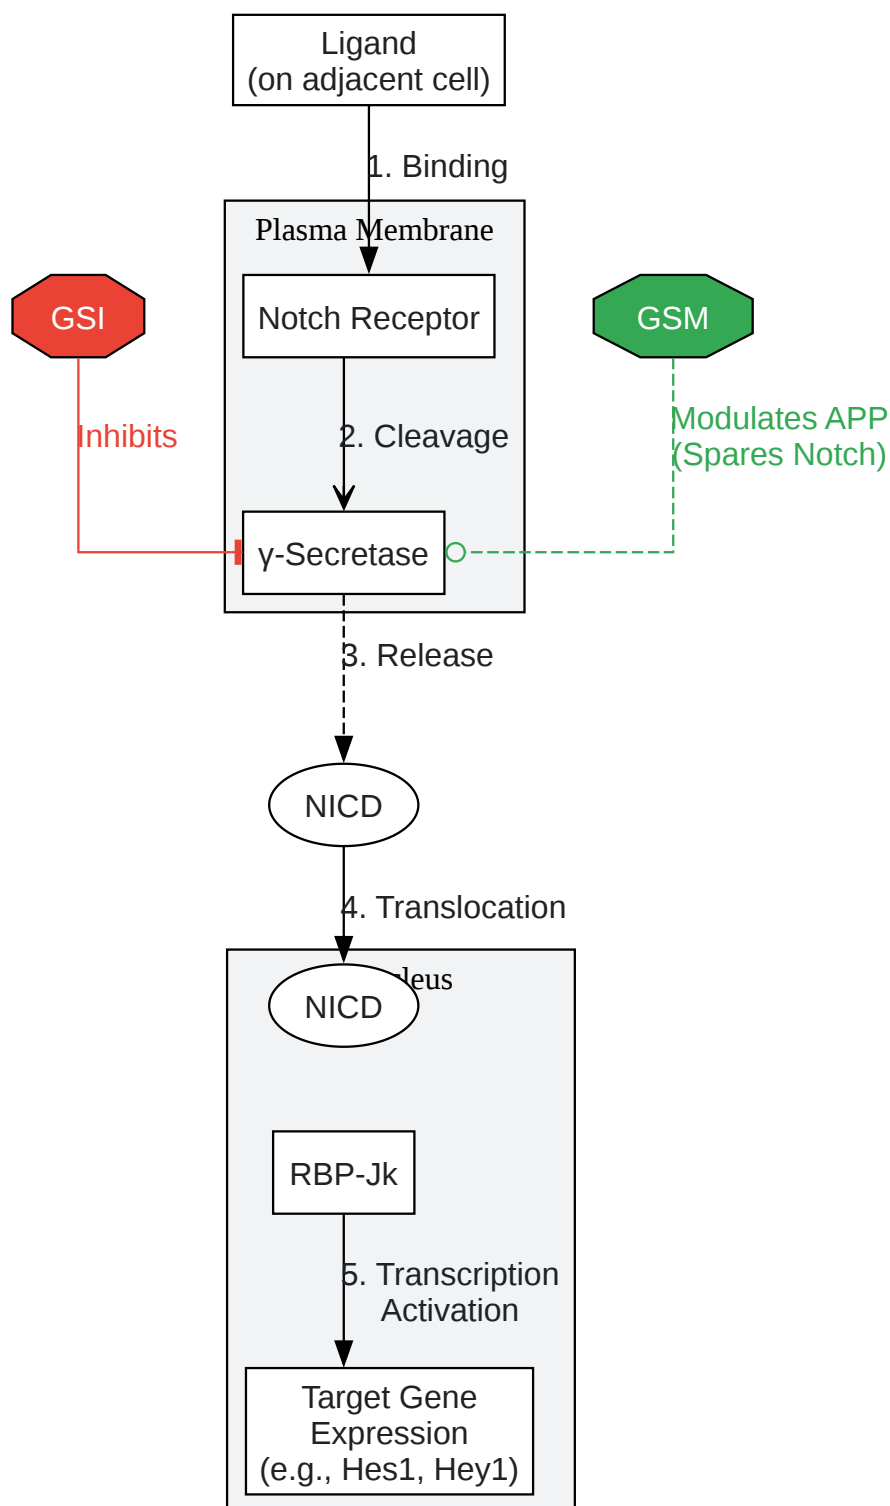 Ligand
(on adjacent cell)
1. Binding
Plasma Membrane
GSI
Notch Receptor
GSM
Inhibits
2. Cleavage
Modulates APP
(Spares Notch)
γ-Secretase
3. Release
NICD
4. Translocation
NICD
RBP-Jk
5. Transcription
Activation
Target Gene
Expression
(e.g., Hes1, Hey1)